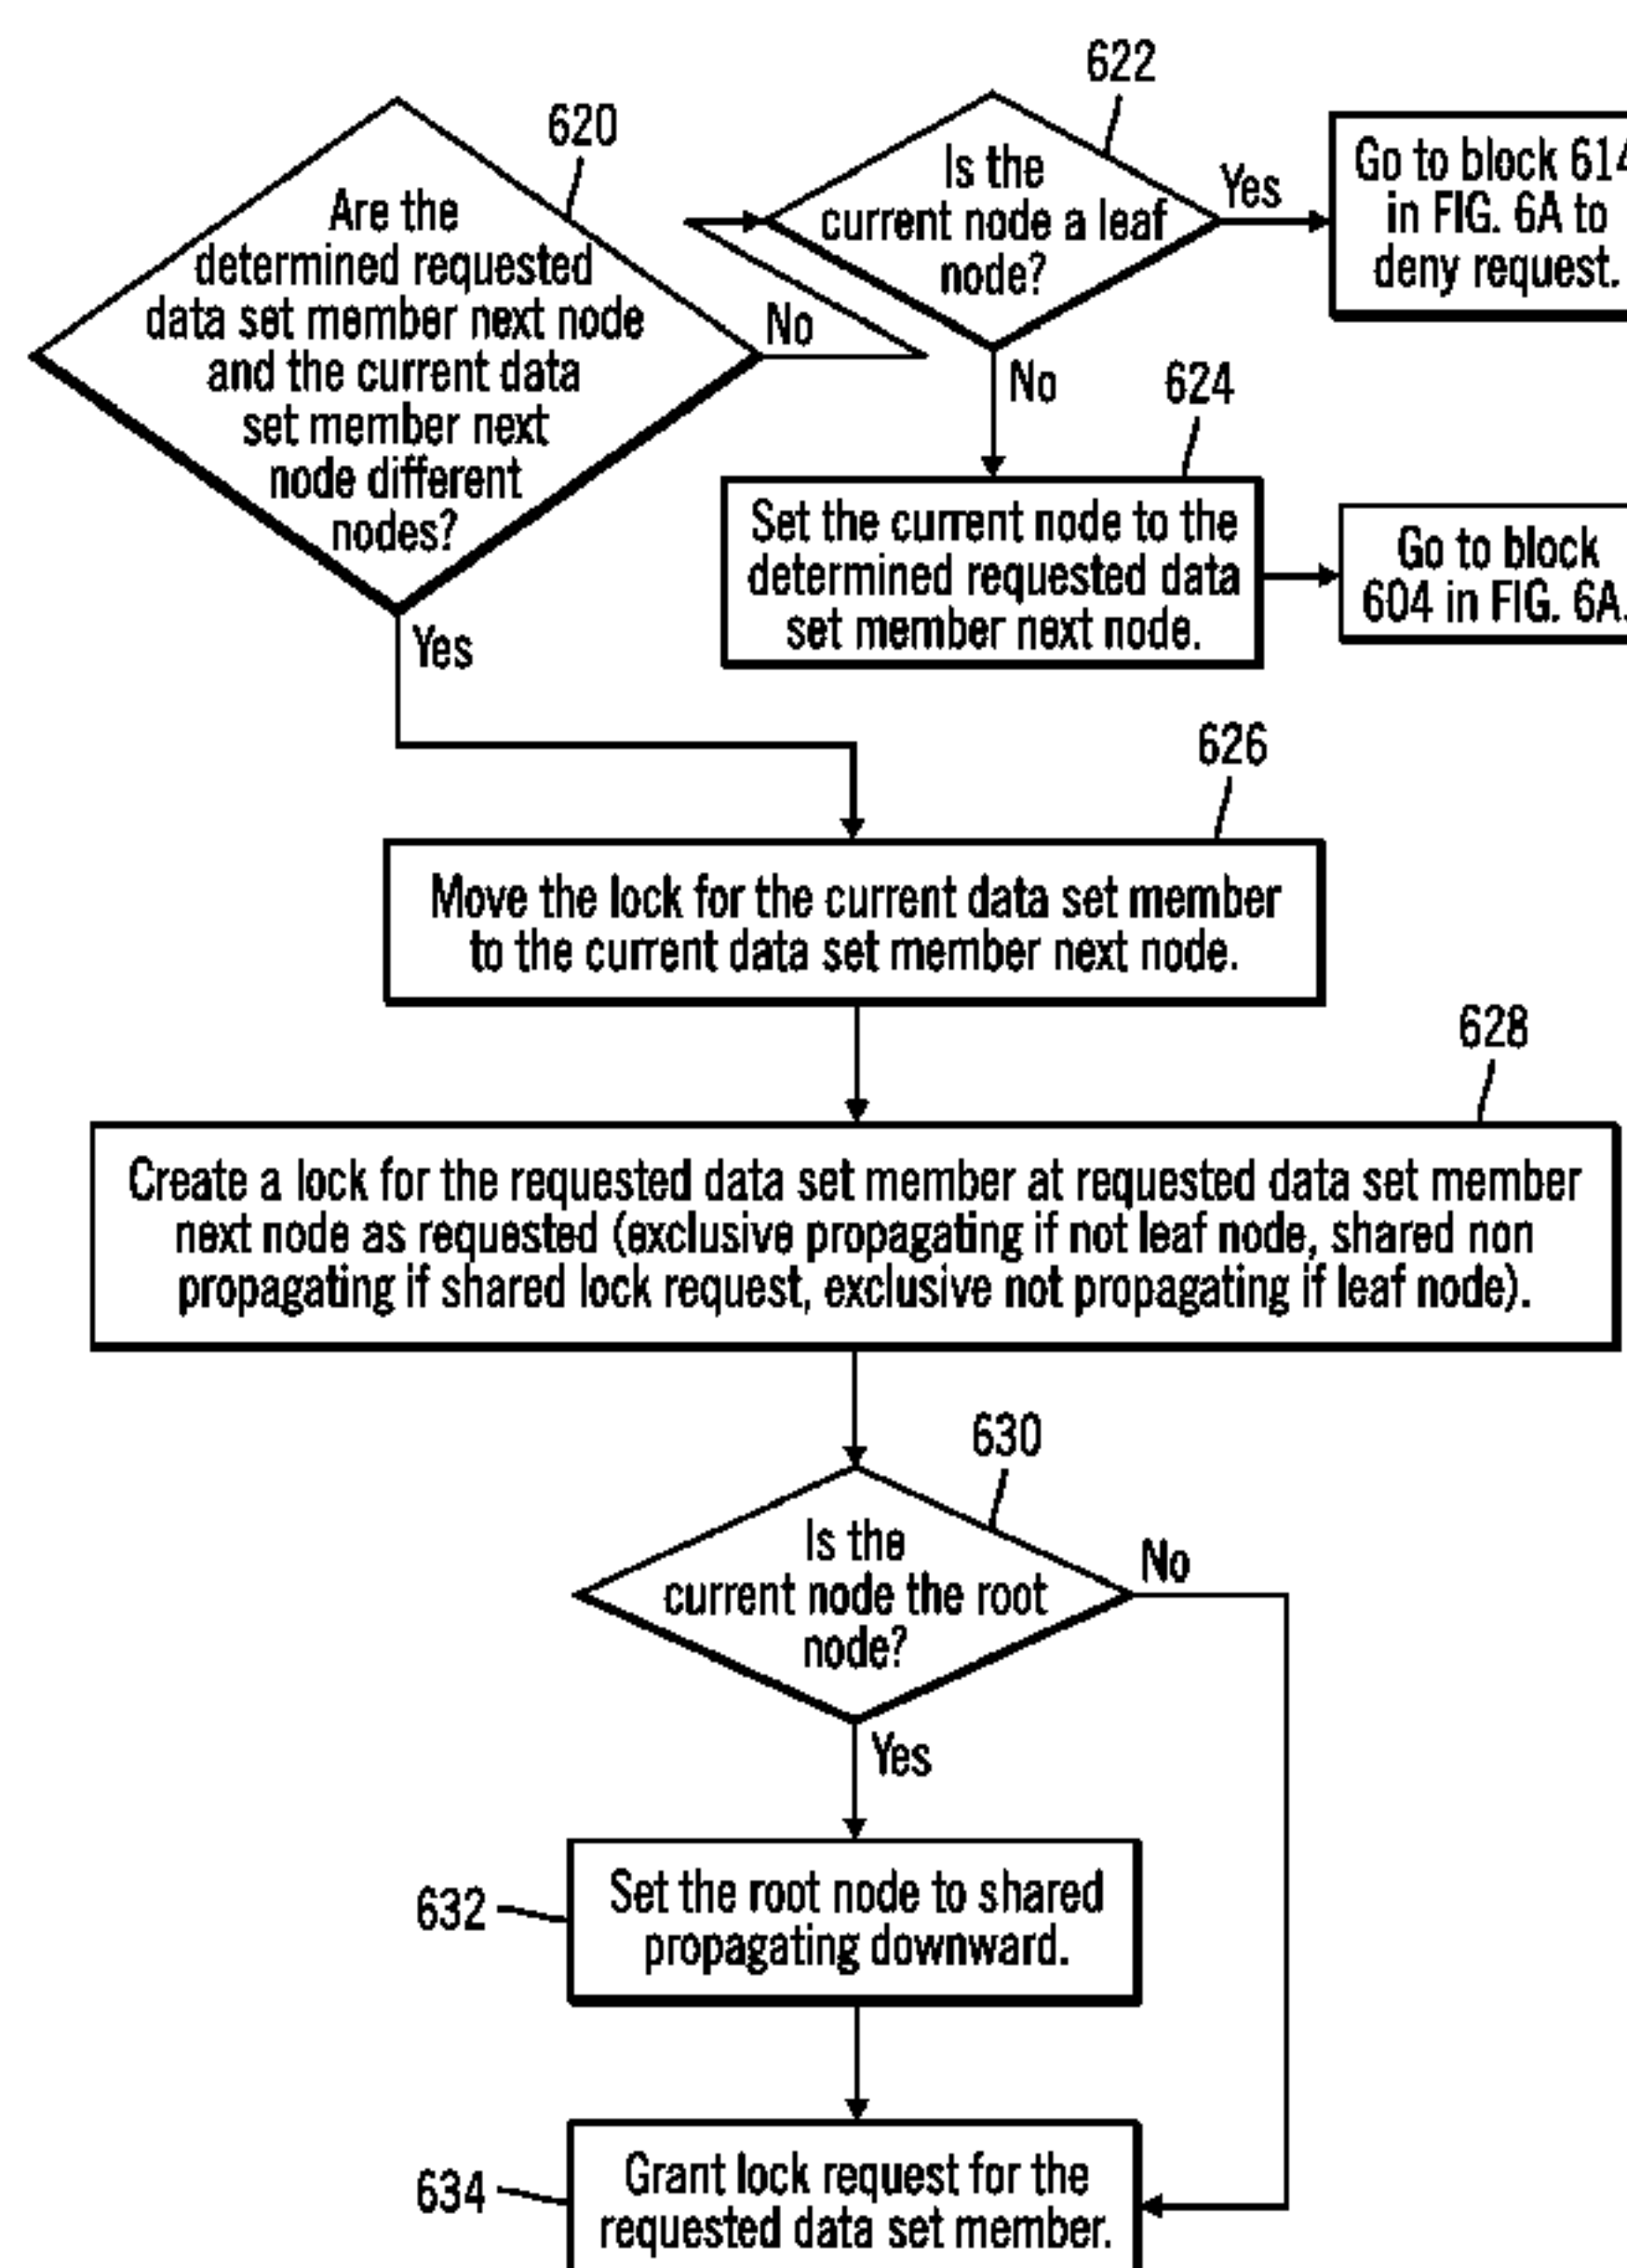 620
Are the
determined requested
data set member next node
and the current data
set member next
node different
nodes?
No
Yes
622
Is the
current node a leaf
node?
Yes
No
Go to block 614
in FIG. 6A to
deny request.
624
Set the current node to the
determined requested data
set member next node.
Go to block
604 in FIG. 6A.
626
Move the lock for the current data set member
to the current data set member next node.
628
Create a lock for the requested data set member at requested data set member
next node as requested (exclusive propagating if not leaf node, shared non
propagating if shared lock request, exclusive not propagating if leaf node).
630
Is the
current node the root
node?
No
Yes
632
Set the root node to shared
propagating downward.
634
Grant lock request for the
requested data set member.